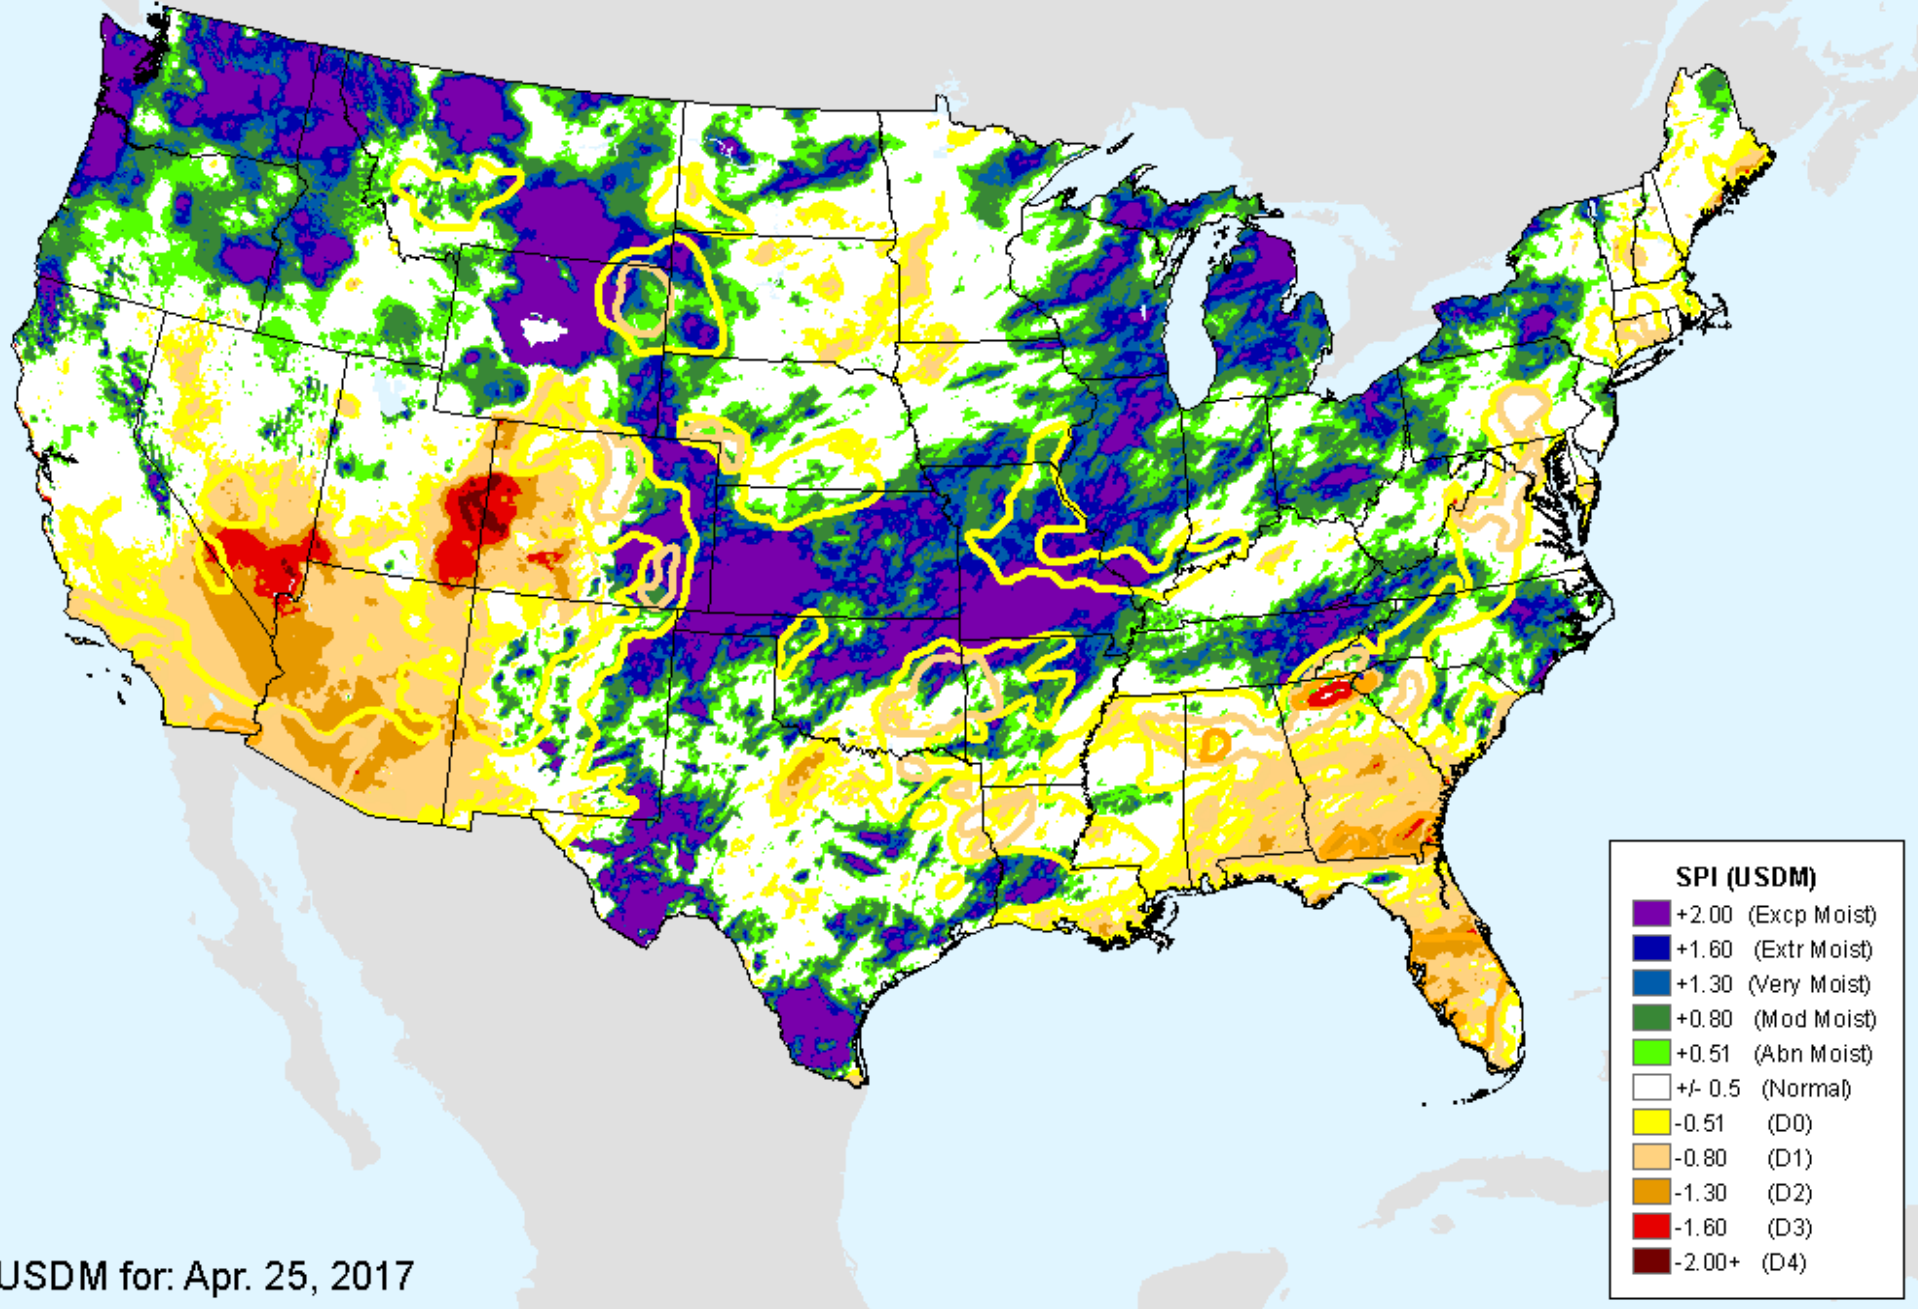 SPI (USDM)
+2.00 (Excp Moist)
+1.60 (Extr Moist)
+1.30 (Very Moist)
+0.80 (Mod Moist)
+0.51 (Abn Moist)
+/- 0.5 (Normal)
-0.51 (D0)
-0.80 (D1)
-1.30 (D2)
-1.60 (D3)
-2.00+ (D4)
USDM for: Apr. 25, 2017